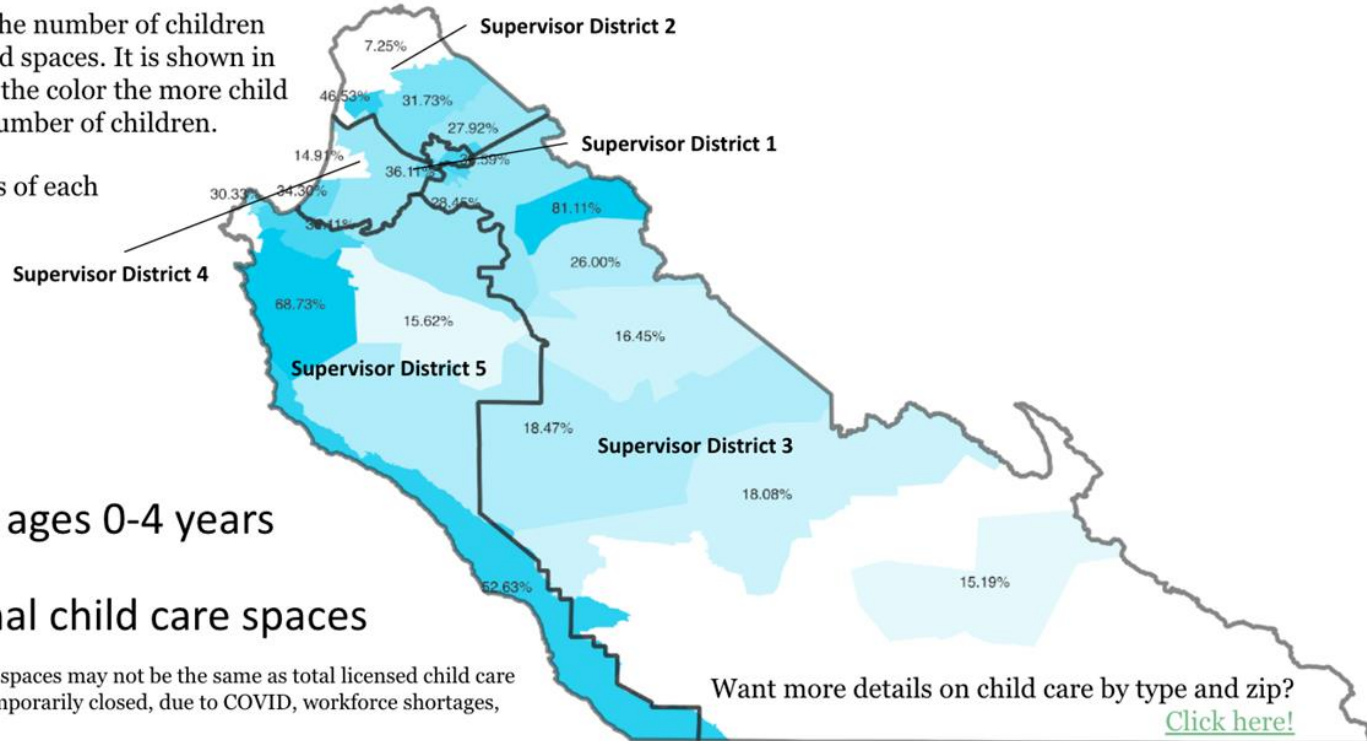 he number of children
d spaces. It is shown in
the color the more child
umber of children.
s of each
Supervisor District 2
7.25%
46.53%
31.73%
27.92%
Supervisor District 1
14.91%
36.11%
30.33%
34.30%
28.45%
81.11%
Supervisor District 4
26.00%
68.73%
15.62%
16.45%
Supervisor District 5
18.47%
Supervisor District 3
18.08%
ages 0-4 years
52.63%
15.19%
nal child care spaces
spaces may not be the same as total licensed child care
mporarily closed, due to COVID, workforce shortages,
Want more details on child care by type and zip?
Click here!